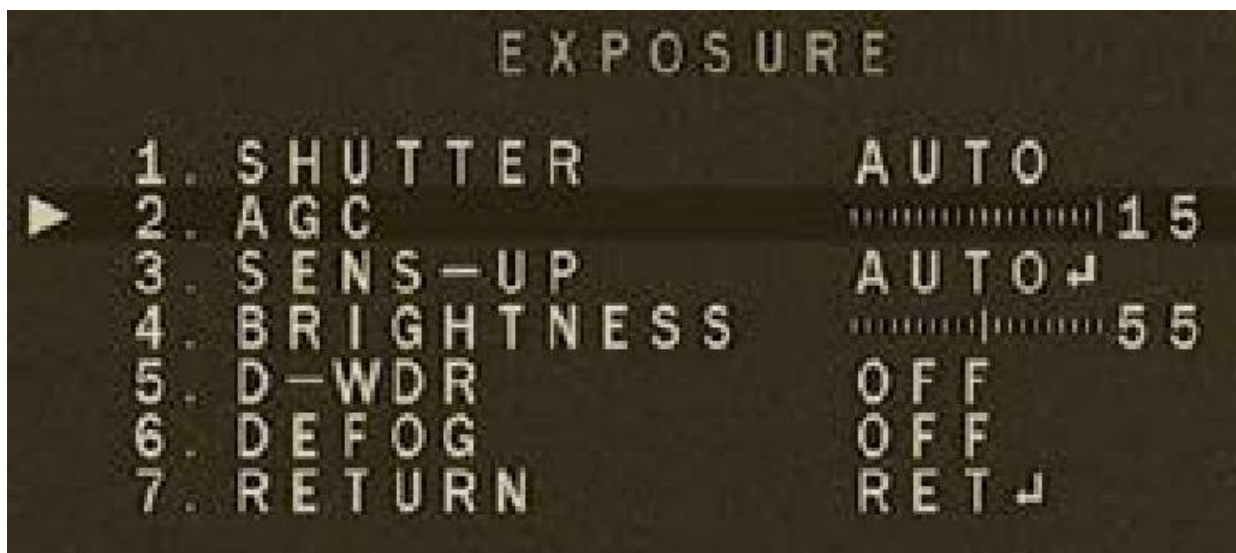 EXPOSURE
1. SHUTTER AUTO
2. AGC 15
3. SENS-UP AUTO↵
4. BRIGHTNESS 55
5. D-WDR OFF
6. DEFOG OFF
7. RETURN RET↵